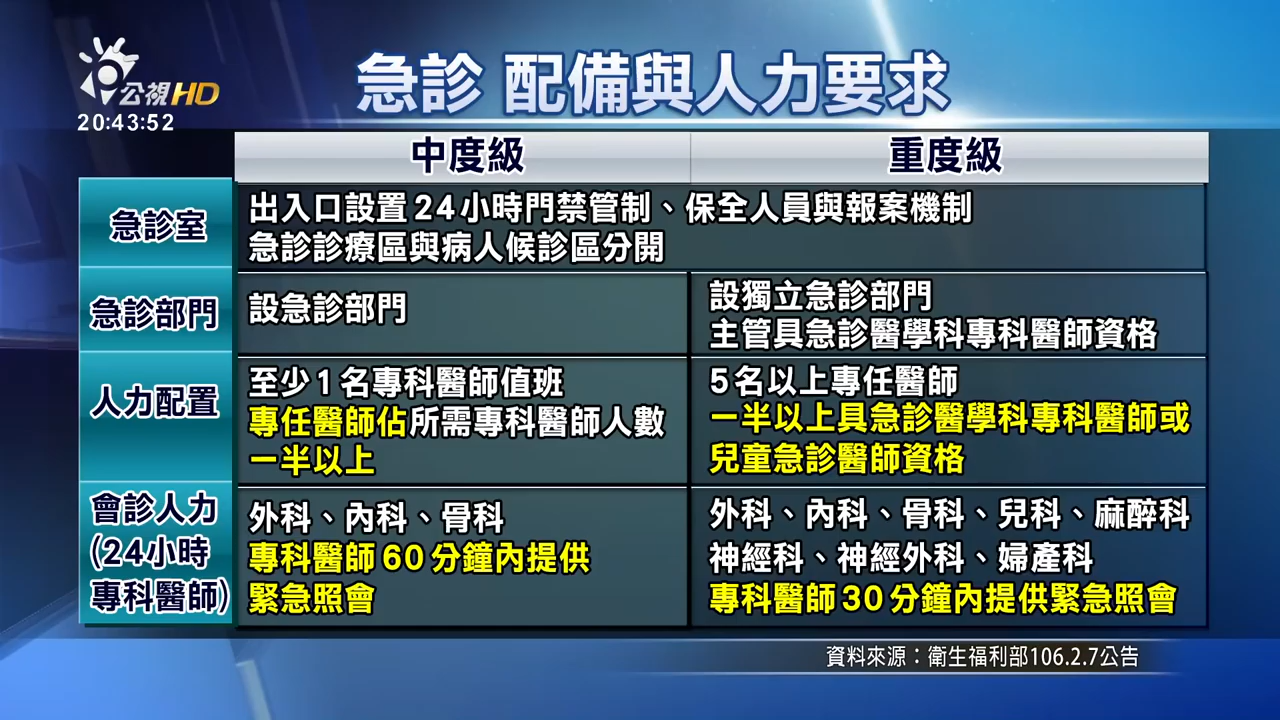 公視HD
20:43:52
急診 配備與人力要求
中度級
重度級
急診室
出入口設置24小時門禁管制、保全人員與報案機制
急診診療區與病人候診區分開
急診部門
設急診部門
設獨立急診部門
主管具急診醫學科專科醫師資格
人力配置
至少1名專科醫師值班
專任醫師佔所需專科醫師人數
一半以上
5名以上專任醫師
一半以上具急診醫學科專科醫師或
兒童急診醫師資格
會診人力
(24小時
專科醫師)
外科、內科、骨科
專科醫師60分鐘內提供
緊急照會
外科、內科、骨科、兒科、麻醉科
神經科、神經外科、婦產科
專科醫師30分鐘內提供緊急照會
資料來源：衛生福利部106.2.7公告